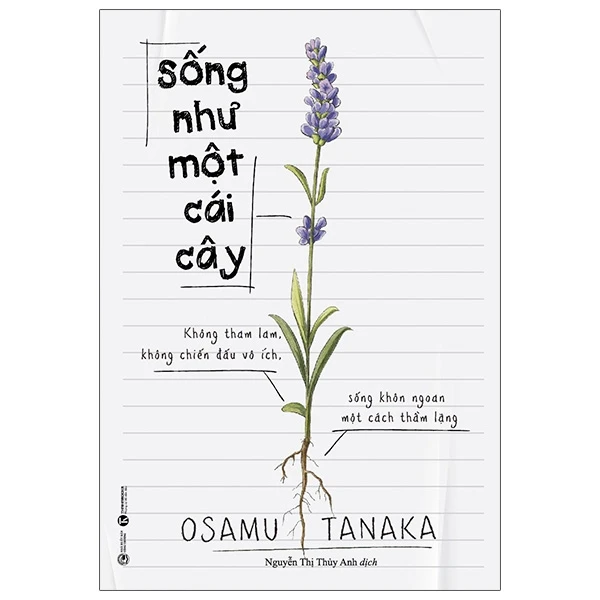 sống
như
một
cái
cây
Không tham lam,
không chiến đấu vô ích,
sống khôn ngoan
một cách thầm lặng
OSAMU TANAKA
Nguyễn Thị Thúy Anh dịch